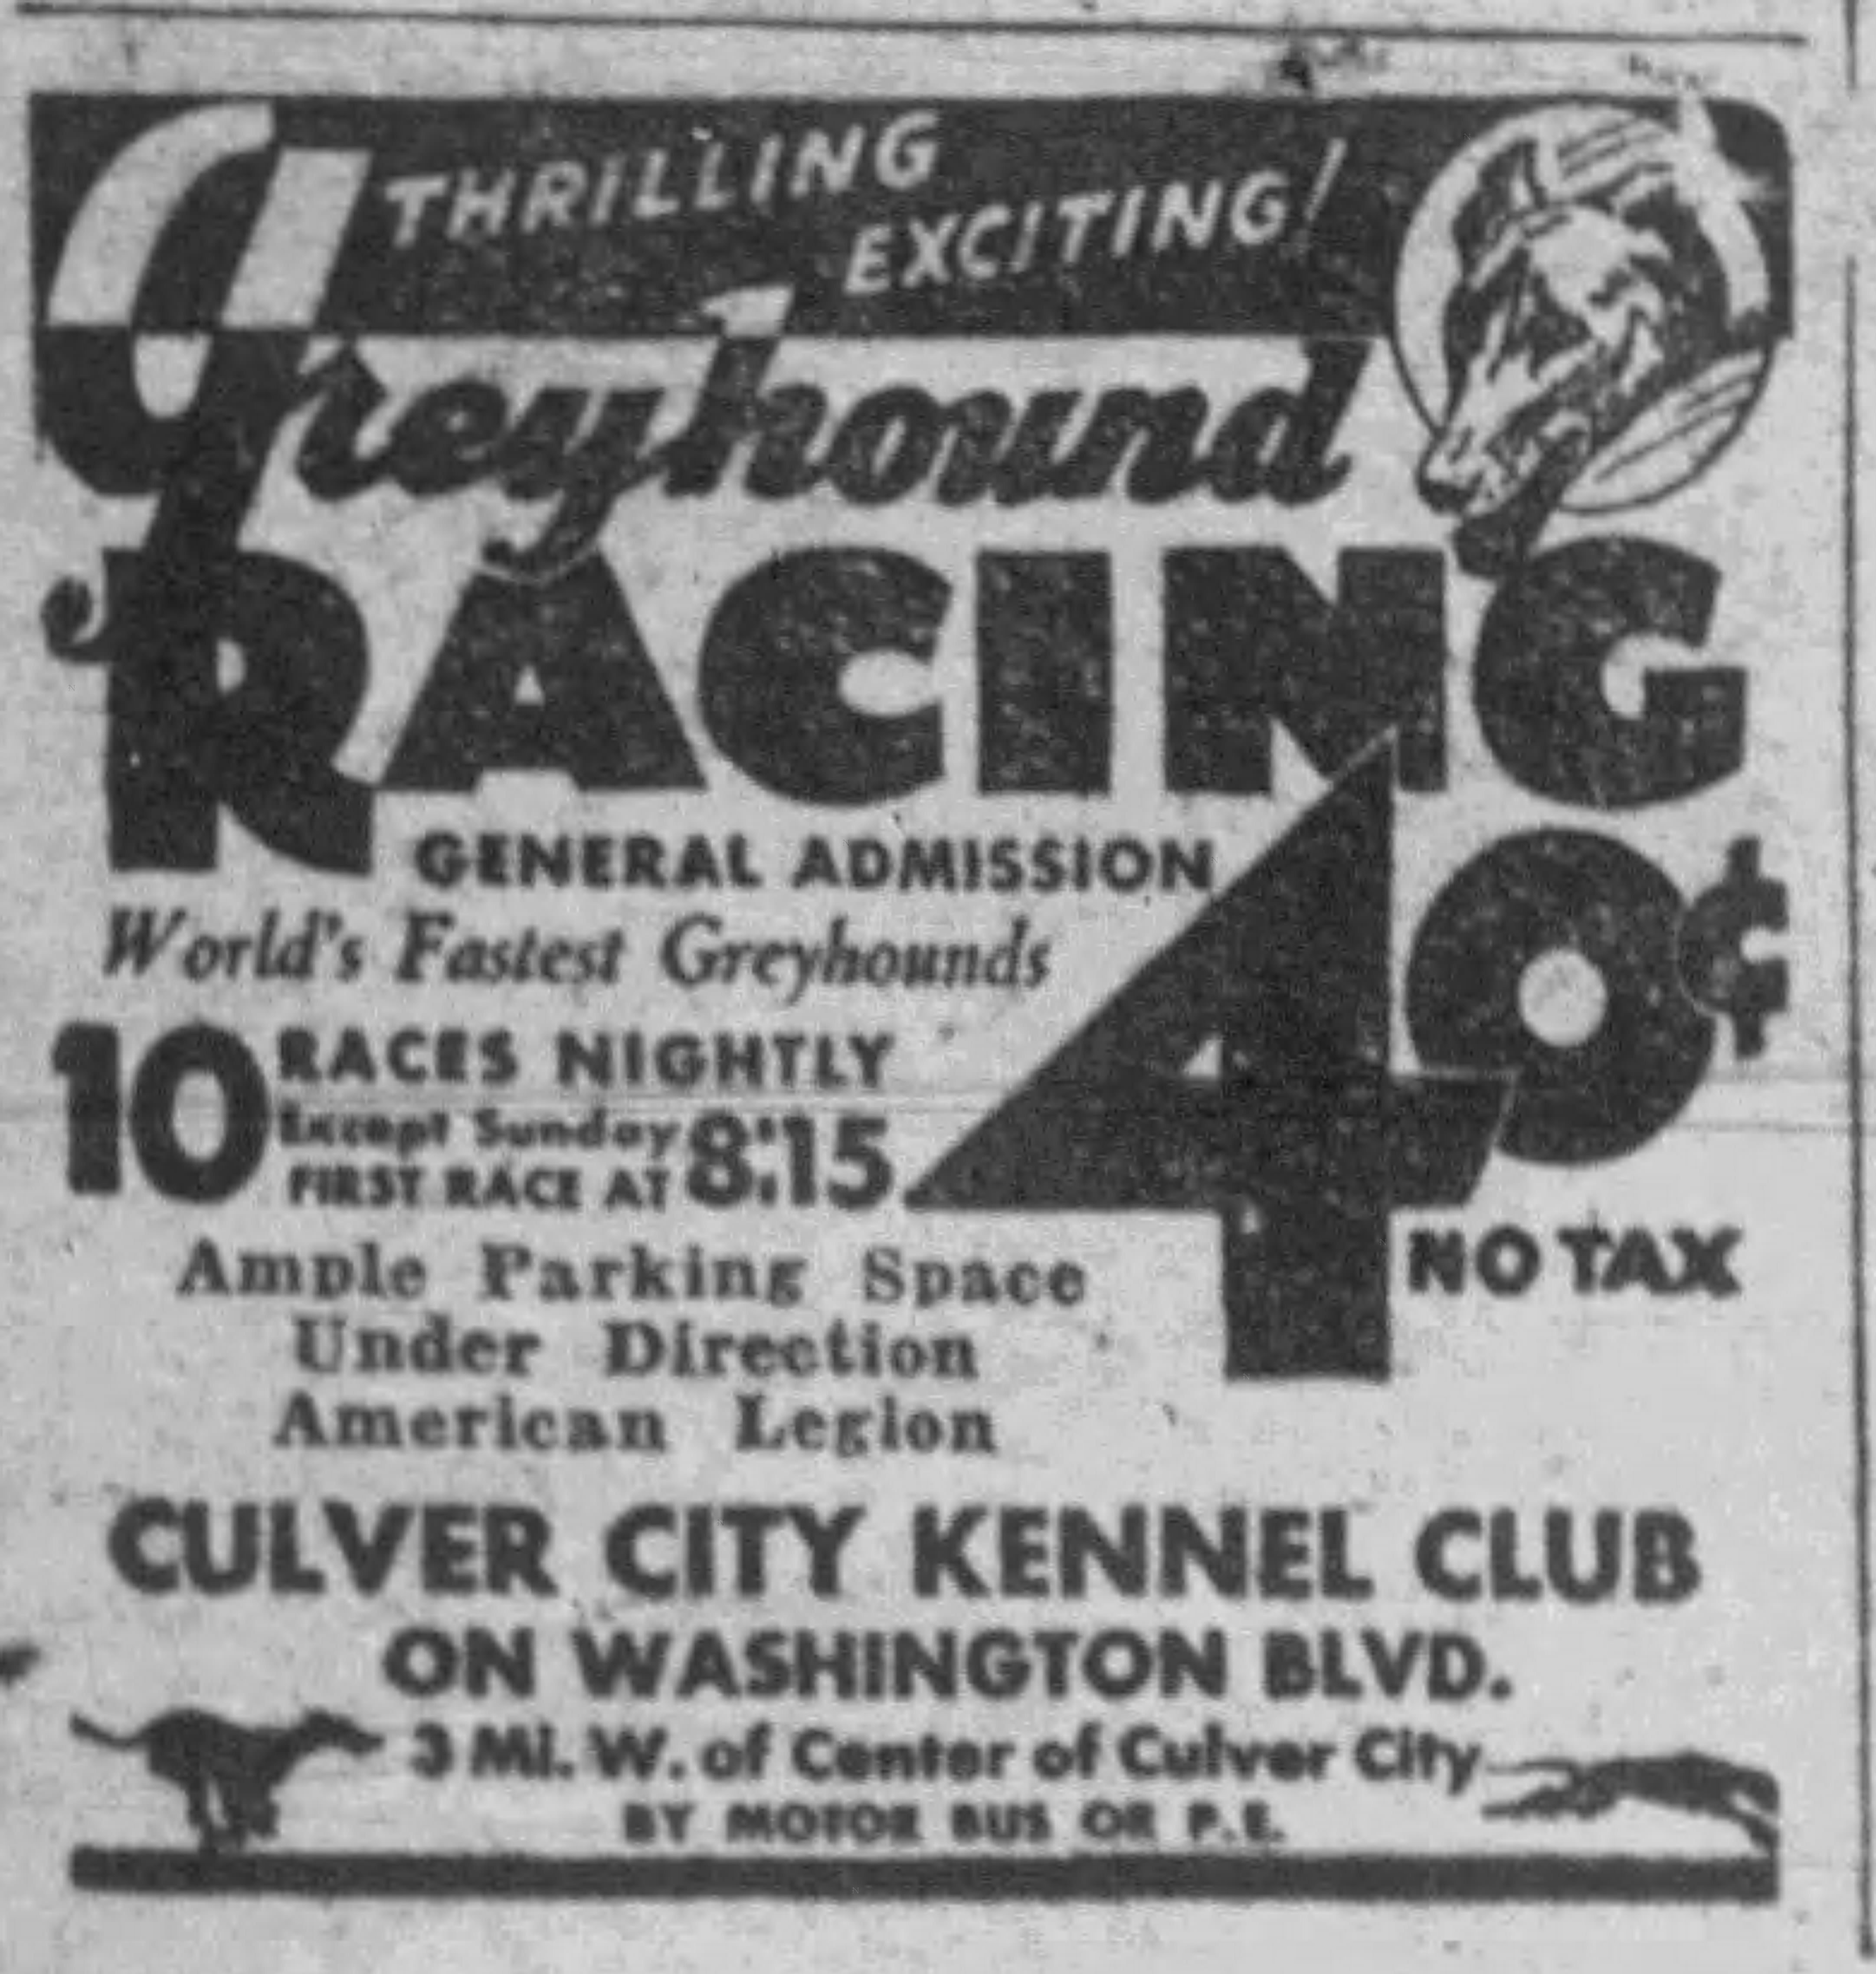 THRILLING
EXCITING!
Greyhound
RACING
GENERAL ADMISSION
40¢
World's Fastest Greyhounds
10 RACES NIGHTLY
Except Sunday
FIRST RACE AT 8:15
NO TAX
Ample Parking Space
Under Direction
American Legion
CULVER CITY KENNEL CLUB
ON WASHINGTON BLVD.
3 Mi. W. of Center of Culver City
BY MOTOR BUS OR P.E.